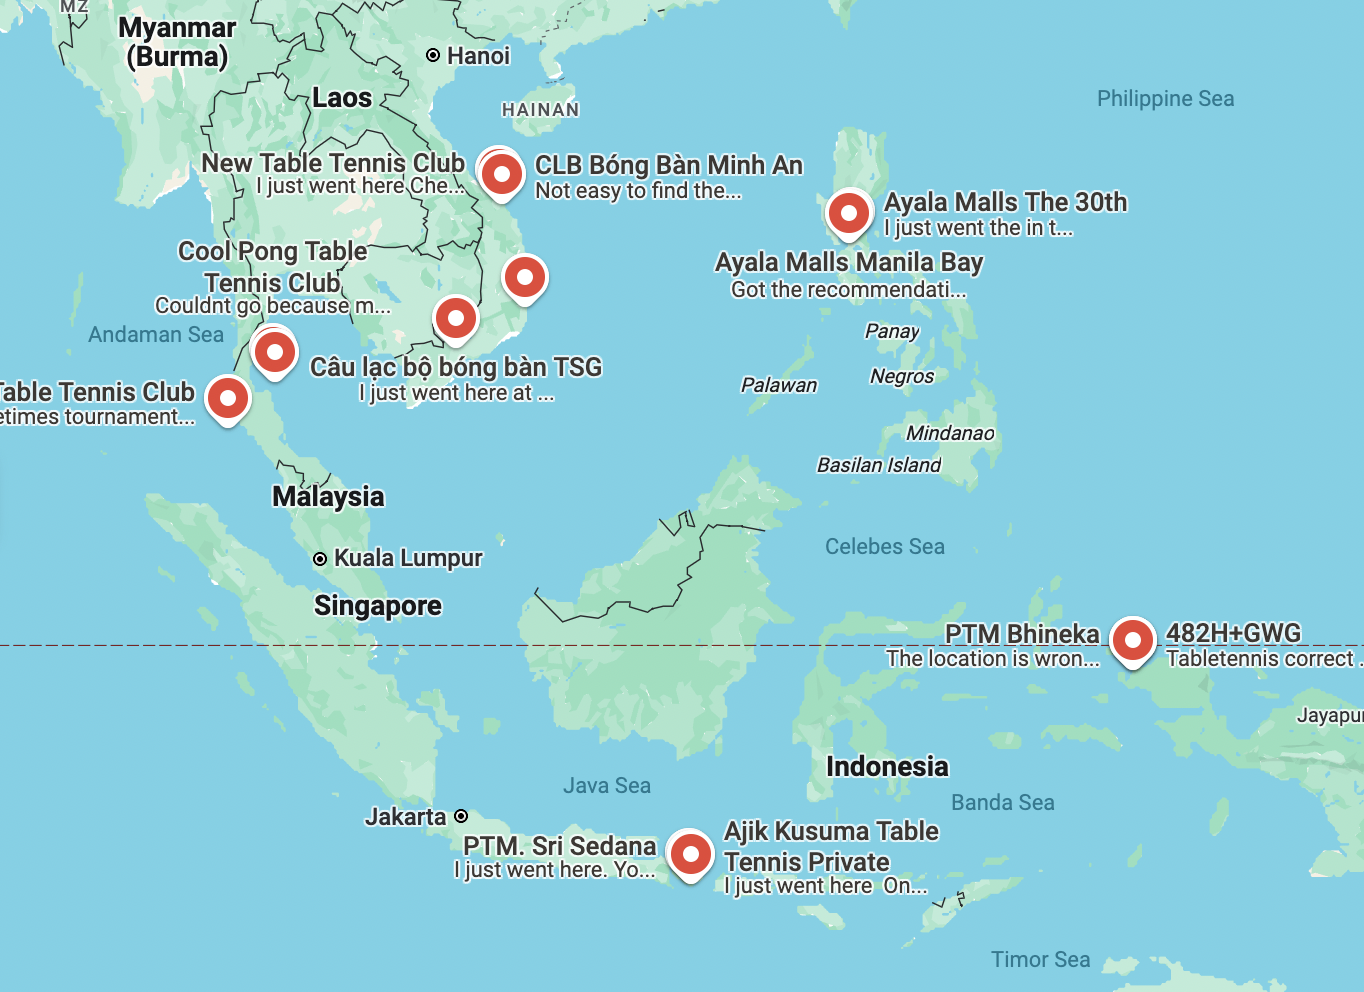 MZ
Myanmar
(Burma)
Hanoi
Laos
HAINAN
Philippine Sea
New Table Tennis Club
I just went here Che...
CLB Bóng Bàn Minh An
Not easy to find the...
Ayala Malls The 30th
I just went the in t...
Cool Pong Table
Tennis Club
Couldnt go because m...
Ayala Malls Manila Bay
Got the recommendati...
Andaman Sea
Panay
Câu lạc bộ bóng bàn TSG
I just went here at ...
Palawan
Negros
Table Tennis Club
etimes tournament...
Mindanao
Basilan Island
Malaysia
Celebes Sea
Kuala Lumpur
Singapore
PTM Bhineka
The location is wron...
482H+GWG
Tabletennis correct .
Jayapur
Indonesia
Java Sea
Banda Sea
Jakarta
PTM. Sri Sedana
I just went here. Yo...
Ajik Kusuma Table
Tennis Private
I just went here  On...
Timor Sea